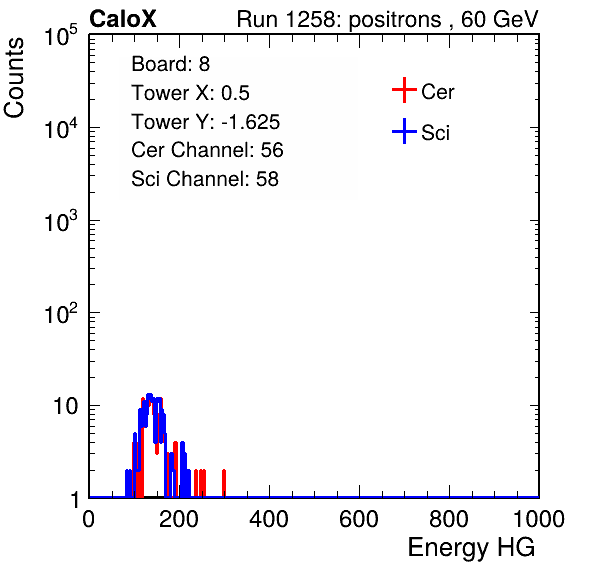 CaloX Run 1258: positrons , 60 GeV
Counts
Board: 8
Tower X: 0.5
Tower Y: -1.625
Cer Channel: 56
Sci Channel: 58
Cer
Sci
10^5
10^4
10^3
10^2
10
1
0 200 400 600 800 1000
Energy HG